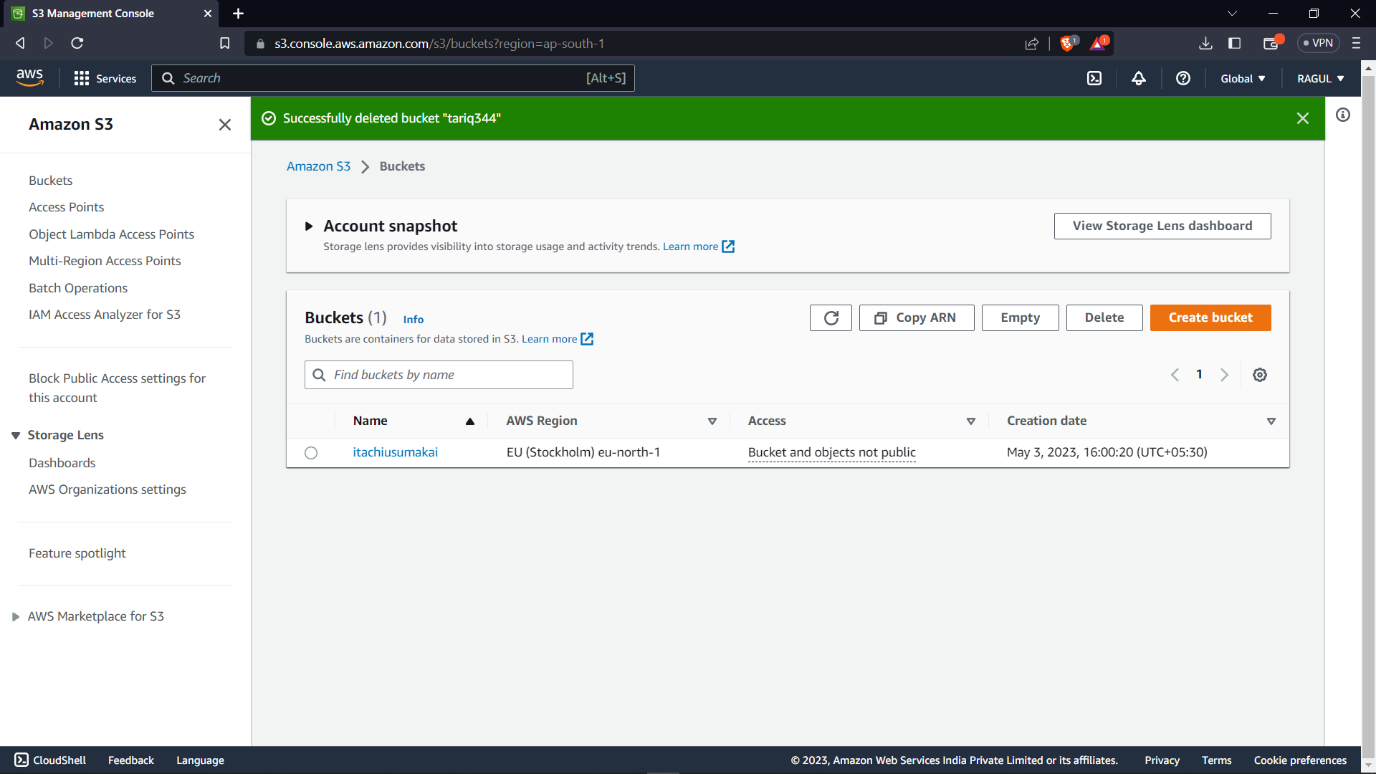 S3 Management Console
s3.console.aws.amazon.com/s3/buckets?region=ap-south-1
1
1
VPN
aws
Services
Search
[Alt+S]
Global
RAGUL
Amazon S3
Successfully deleted bucket "tariq344"
Buckets
Access Points
Object Lambda Access Points
Multi-Region Access Points
Batch Operations
IAM Access Analyzer for S3
Block Public Access settings for
this account
Storage Lens
Dashboards
AWS Organizations settings
Feature spotlight
AWS Marketplace for S3
Amazon S3
Buckets
Account snapshot
Storage lens provides visibility into storage usage and activity trends. Learn more
View Storage Lens dashboard
Buckets (1) Info
Buckets are containers for data stored in S3. Learn more
Copy ARN
Empty
Delete
Create bucket
Find buckets by name
1
Name AWS Region Access Creation date
itachiusumakai EU (Stockholm) eu-north-1 Bucket and objects not public May 3, 2023, 16:00:20 (UTC+05:30)
CloudShell Feedback Language © 2023, Amazon Web Services India Private Limited or its affiliates. Privacy Terms Cookie preferences